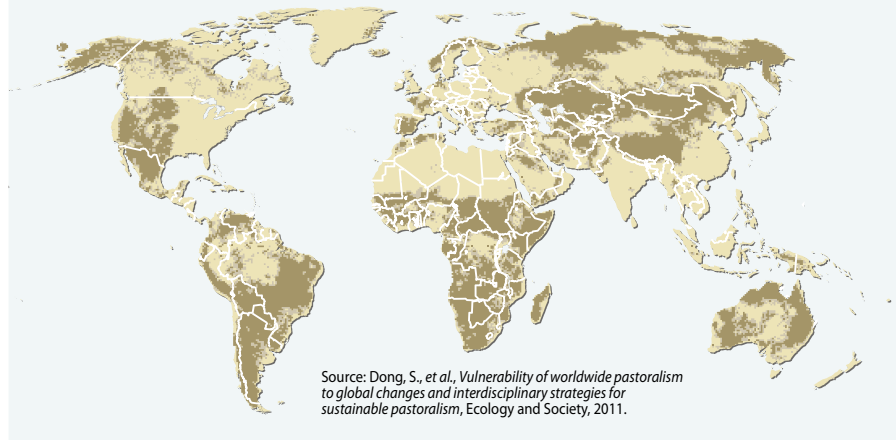 Source: Dong, S., et al., Vulnerability of worldwide pastoralism
to global changes and interdisciplinary strategies for
sustainable pastoralism, Ecology and Society, 2011.